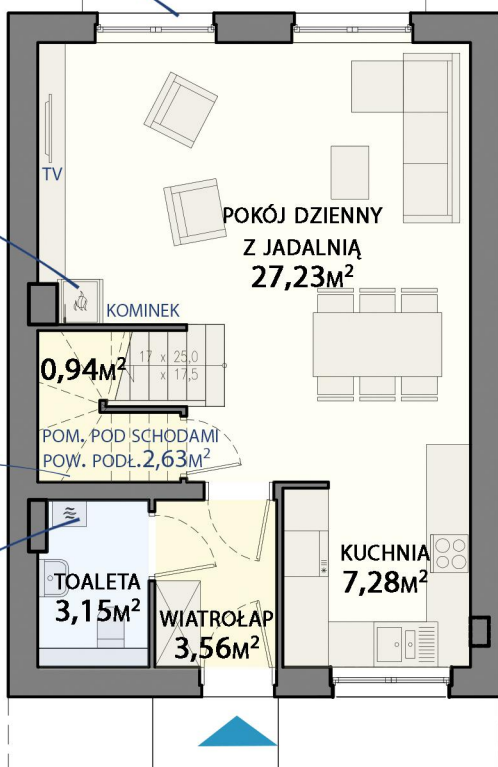 TV
POKÓJ DZIENNY
Z JADALNIĄ
27,23M²
KOMINEK
17 x 25,0
x 17,5
0,94M²
POM. POD SCHODAMI
POW. PODŁ.2,63M²
KUCHNIA
7,28M²
TOALETA
3,15M²
WIATROŁAP
3,56M²